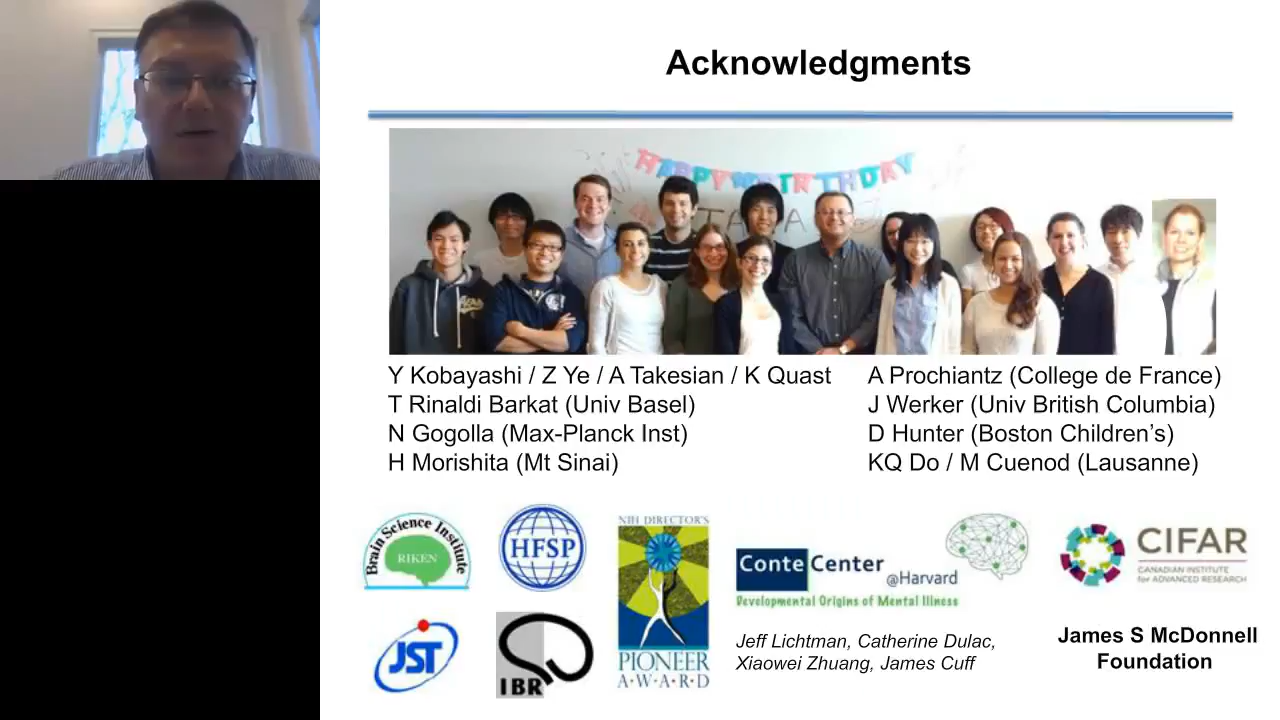 Acknowledgments
HAPPY BIRTHDAY
Y Kobayashi / Z Ye / A Takesian / K Quast
T Rinaldi Barkat (Univ Basel)
N Gogolla (Max-Planck Inst)
H Morishita (Mt Sinai)
A Prochiantz (College de France)
J Werker (Univ British Columbia)
D Hunter (Boston Children's)
KQ Do / M Cuenod (Lausanne)
Brain Science Institute
RIKEN
HFSP
NIH DIRECTOR'S
PIONEER
A•W•A•R•D
Conte Center
@Harvard
Developmental Origins of Mental Illness
CIFAR
CANADIAN INSTITUTE
for ADVANCED RESEARCH
JST
IBR
Jeff Lichtman, Catherine Dulac,
Xiaowei Zhuang, James Cuff
James S McDonnell
Foundation